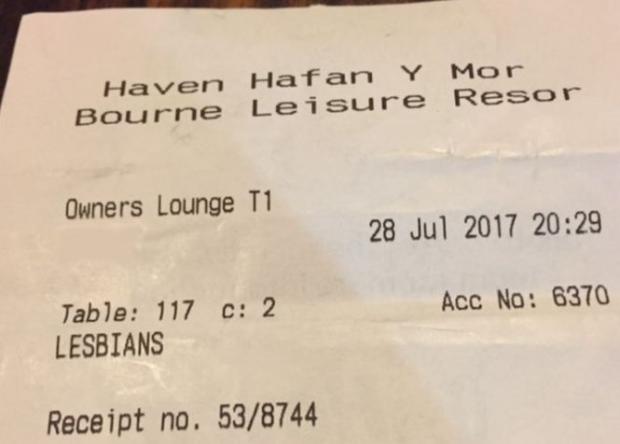 Haven Hafan Y Mor
Bourne Leisure Resor
Owners Lounge T1
28 Jul 2017 20:29
Table: 117 c: 2
Acc No: 6370
LESBIANS
Receipt no. 53/8744